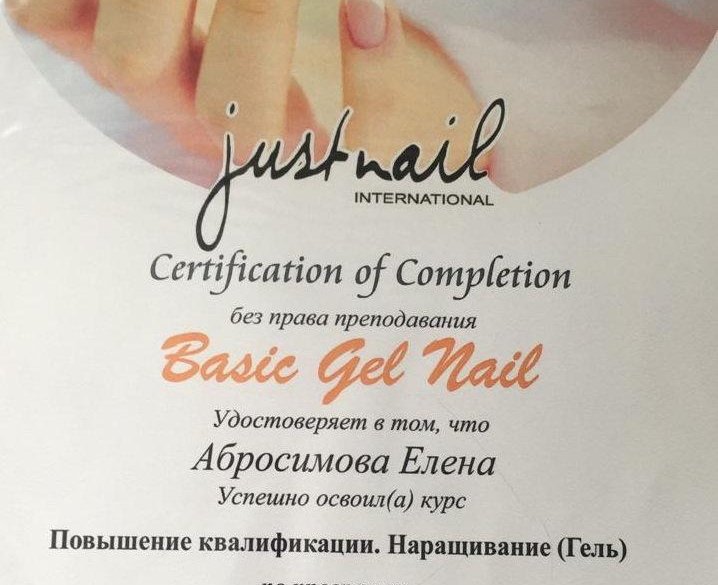 justnail
INTERNATIONAL
Certification of Completion
без права преподавания
Basic Gel Nail
Удостоверяет в том, что
Абросимова Елена
Успешно освоил(а) курс
Повышение квалификации. Наращивание (Гель)